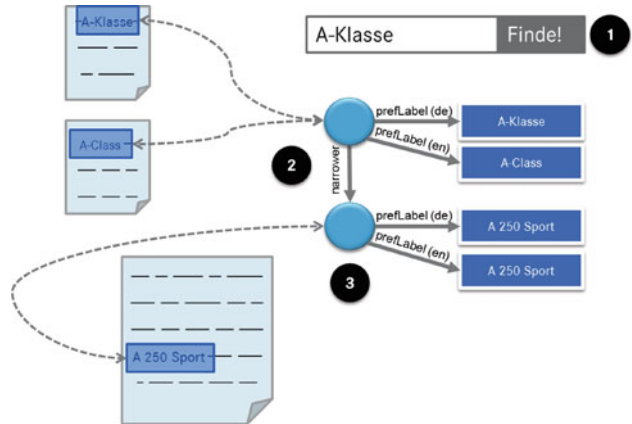 A-Klasse
A-Klasse Finde! 1
prefLabel (de)
A-Klasse
prefLabel (en)
A-Class
A-Class
2
narrower
prefLabel (de)
A 250 Sport
prefLabel (en)
A 250 Sport
3
A 250 Sport